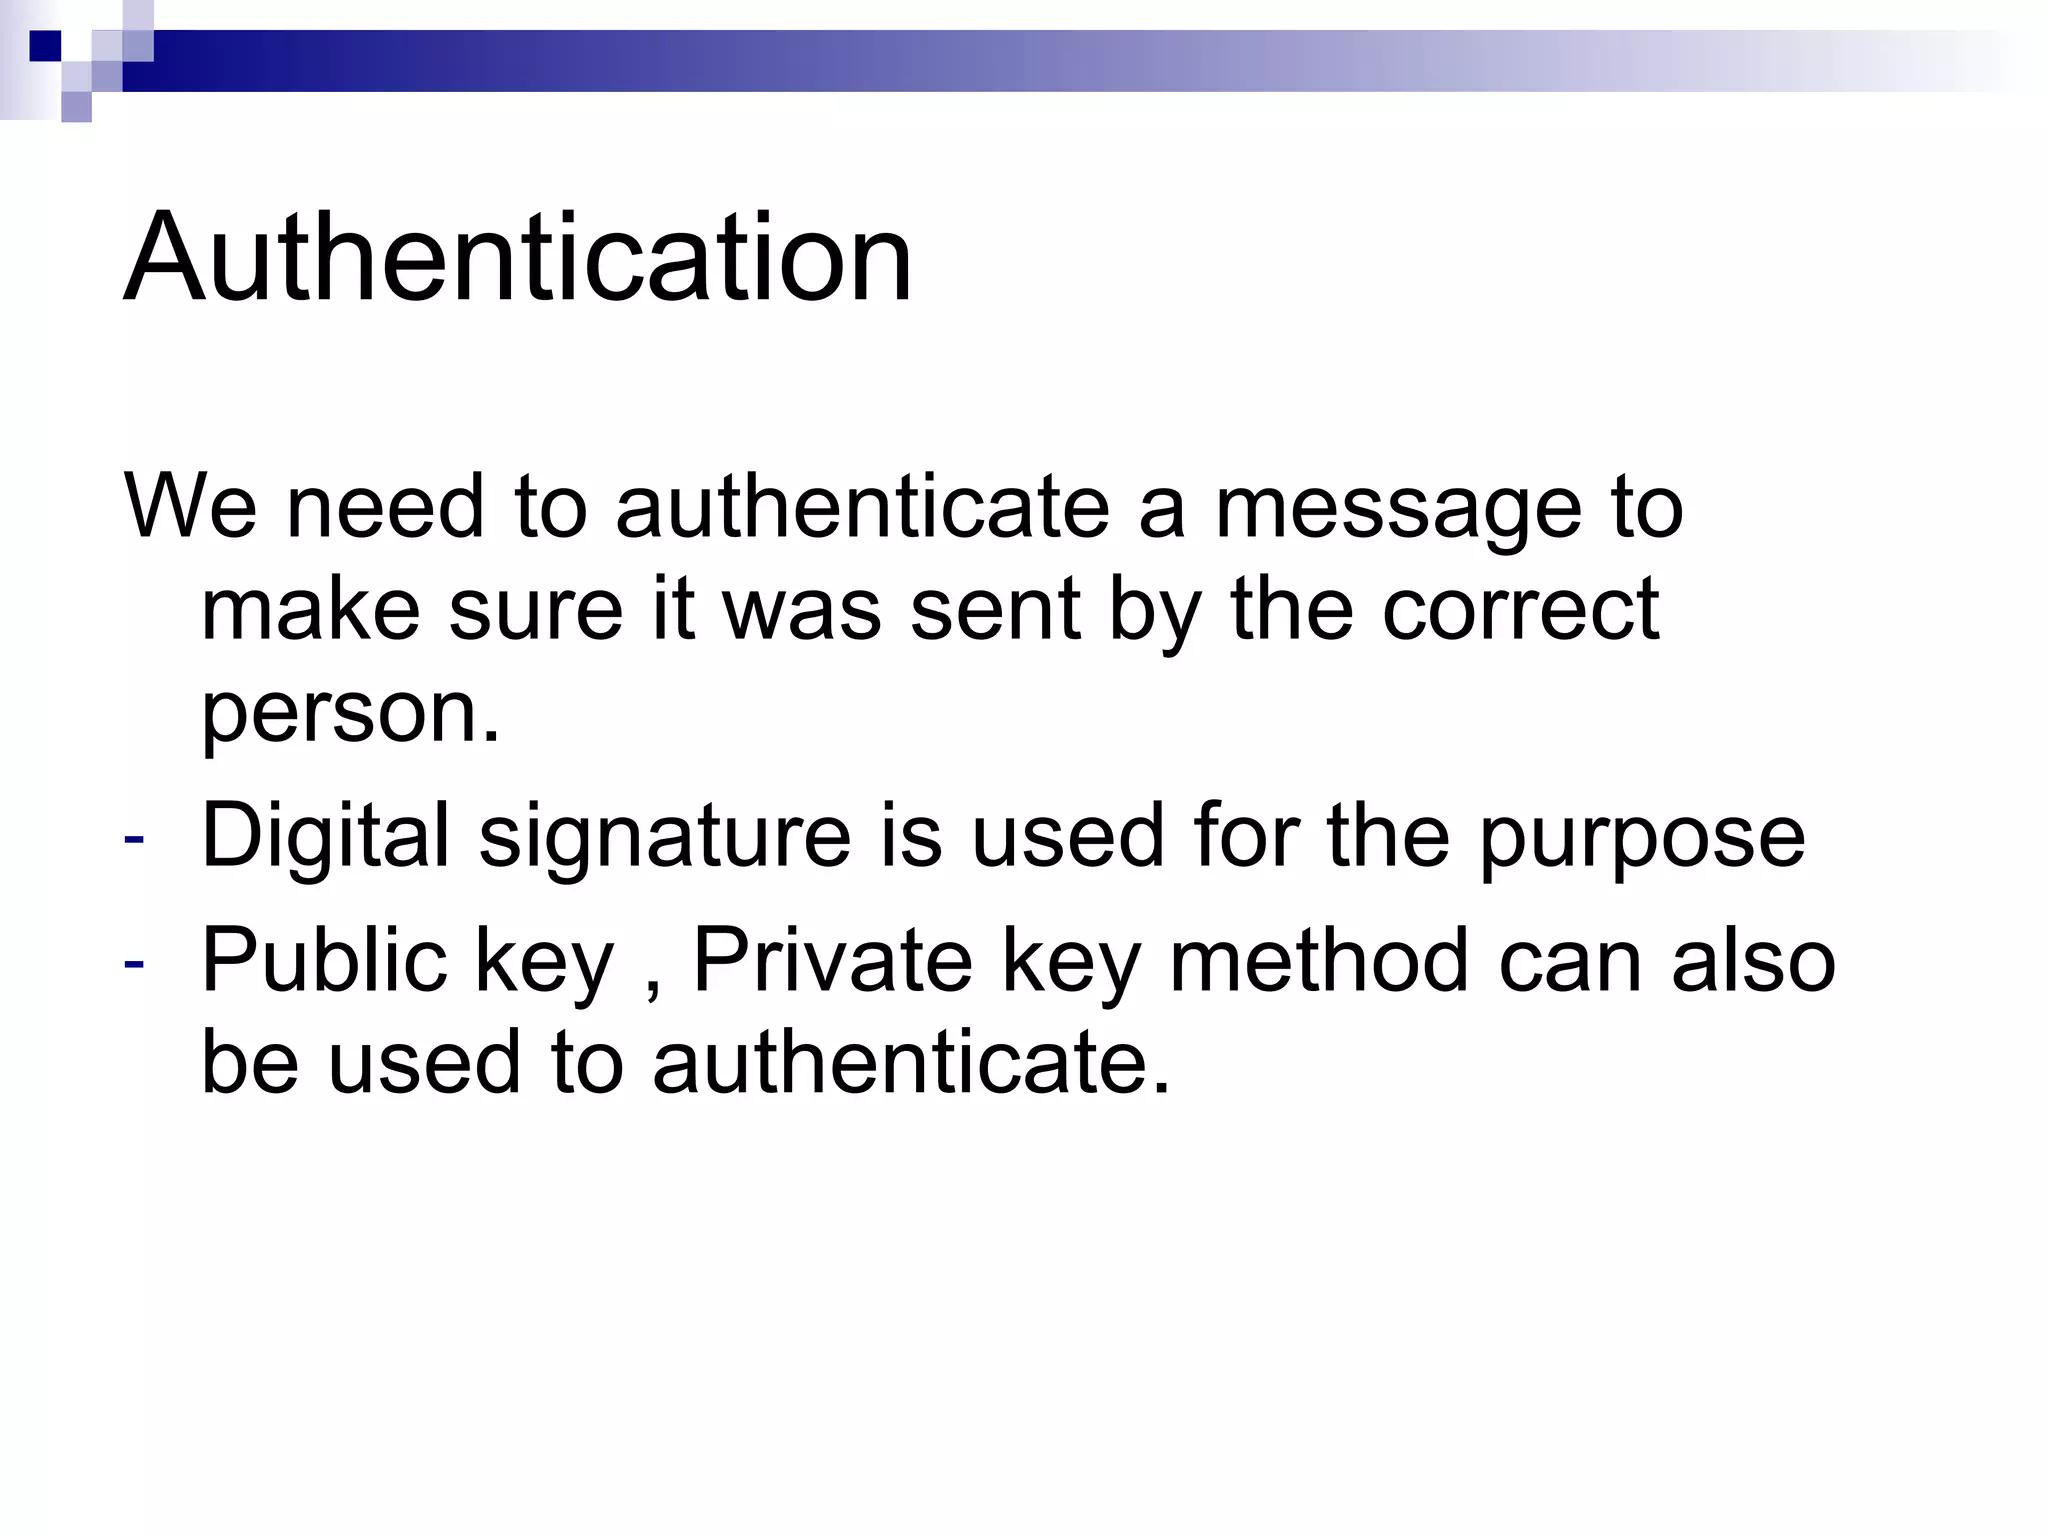 Authentication
We need to authenticate a message to
make sure it was sent by the correct
person.
- Digital signature is used for the purpose
- Public key , Private key method can also
be used to authenticate.